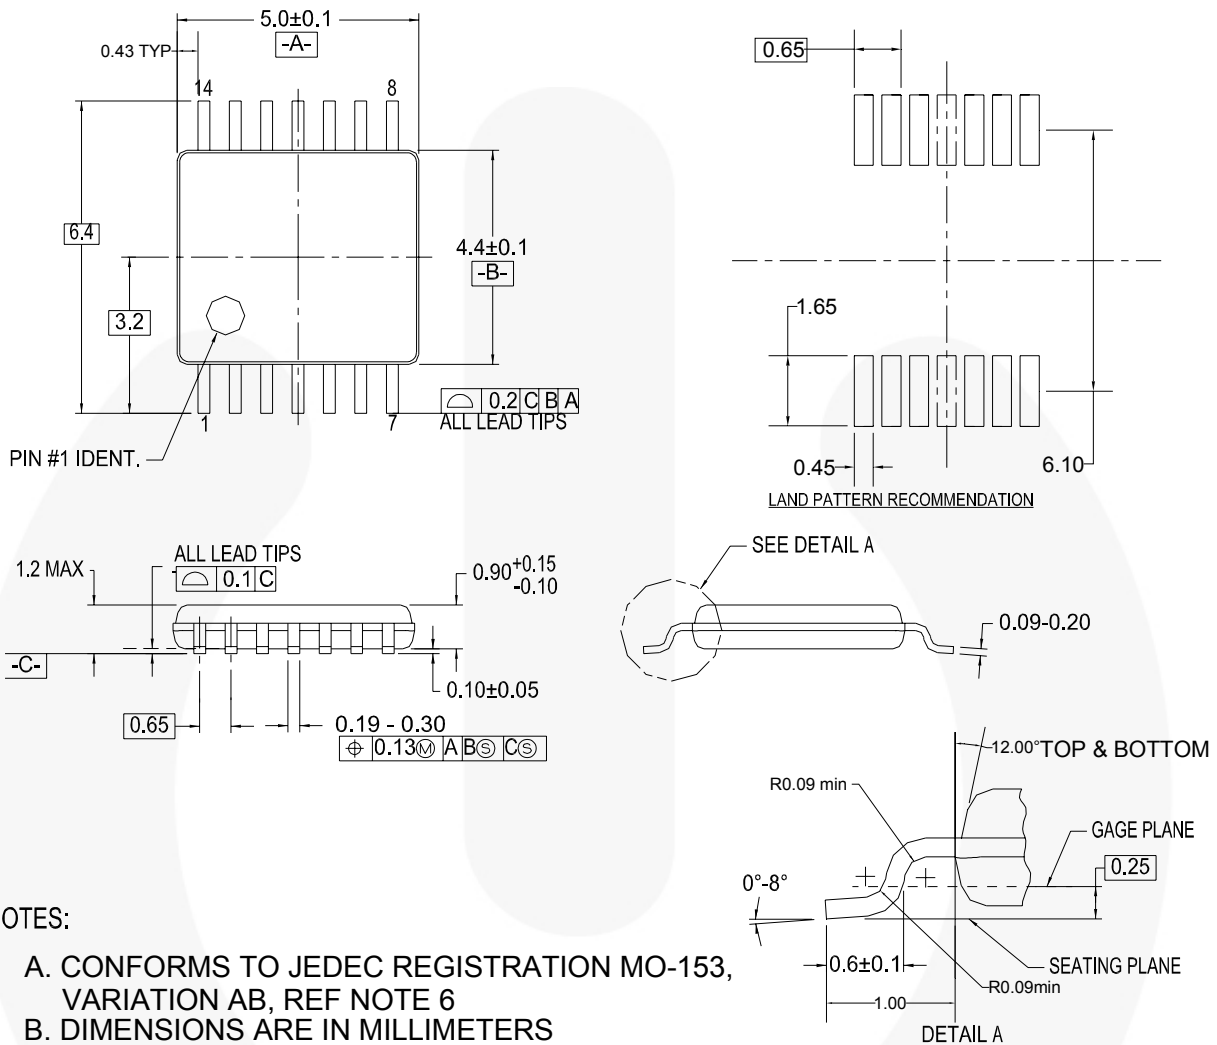 5.0±0.1
-A-
0.43 TYP
14
8
6.4
3.2
4.4±0.1
-B-
0.2 C B A
ALL LEAD TIPS
1
7
PIN #1 IDENT.
0.65
1.65
0.45
6.10
LAND PATTERN RECOMMENDATION
ALL LEAD TIPS
0.1 C
1.2 MAX
0.90 +0.15
-0.10
-C-
0.10±0.05
0.65
0.19 - 0.30
⌖ 0.13Ⓜ A BⓈ CⓈ
SEE DETAIL A
0.09-0.20
12.00° TOP & BOTTOM
R0.09 min
GAGE PLANE
0.25
0°-8°
SEATING PLANE
0.6±0.1
R0.09min
1.00
DETAIL A
OTES:
A. CONFORMS TO JEDEC REGISTRATION MO-153,
VARIATION AB, REF NOTE 6
B. DIMENSIONS ARE IN MILLIMETERS